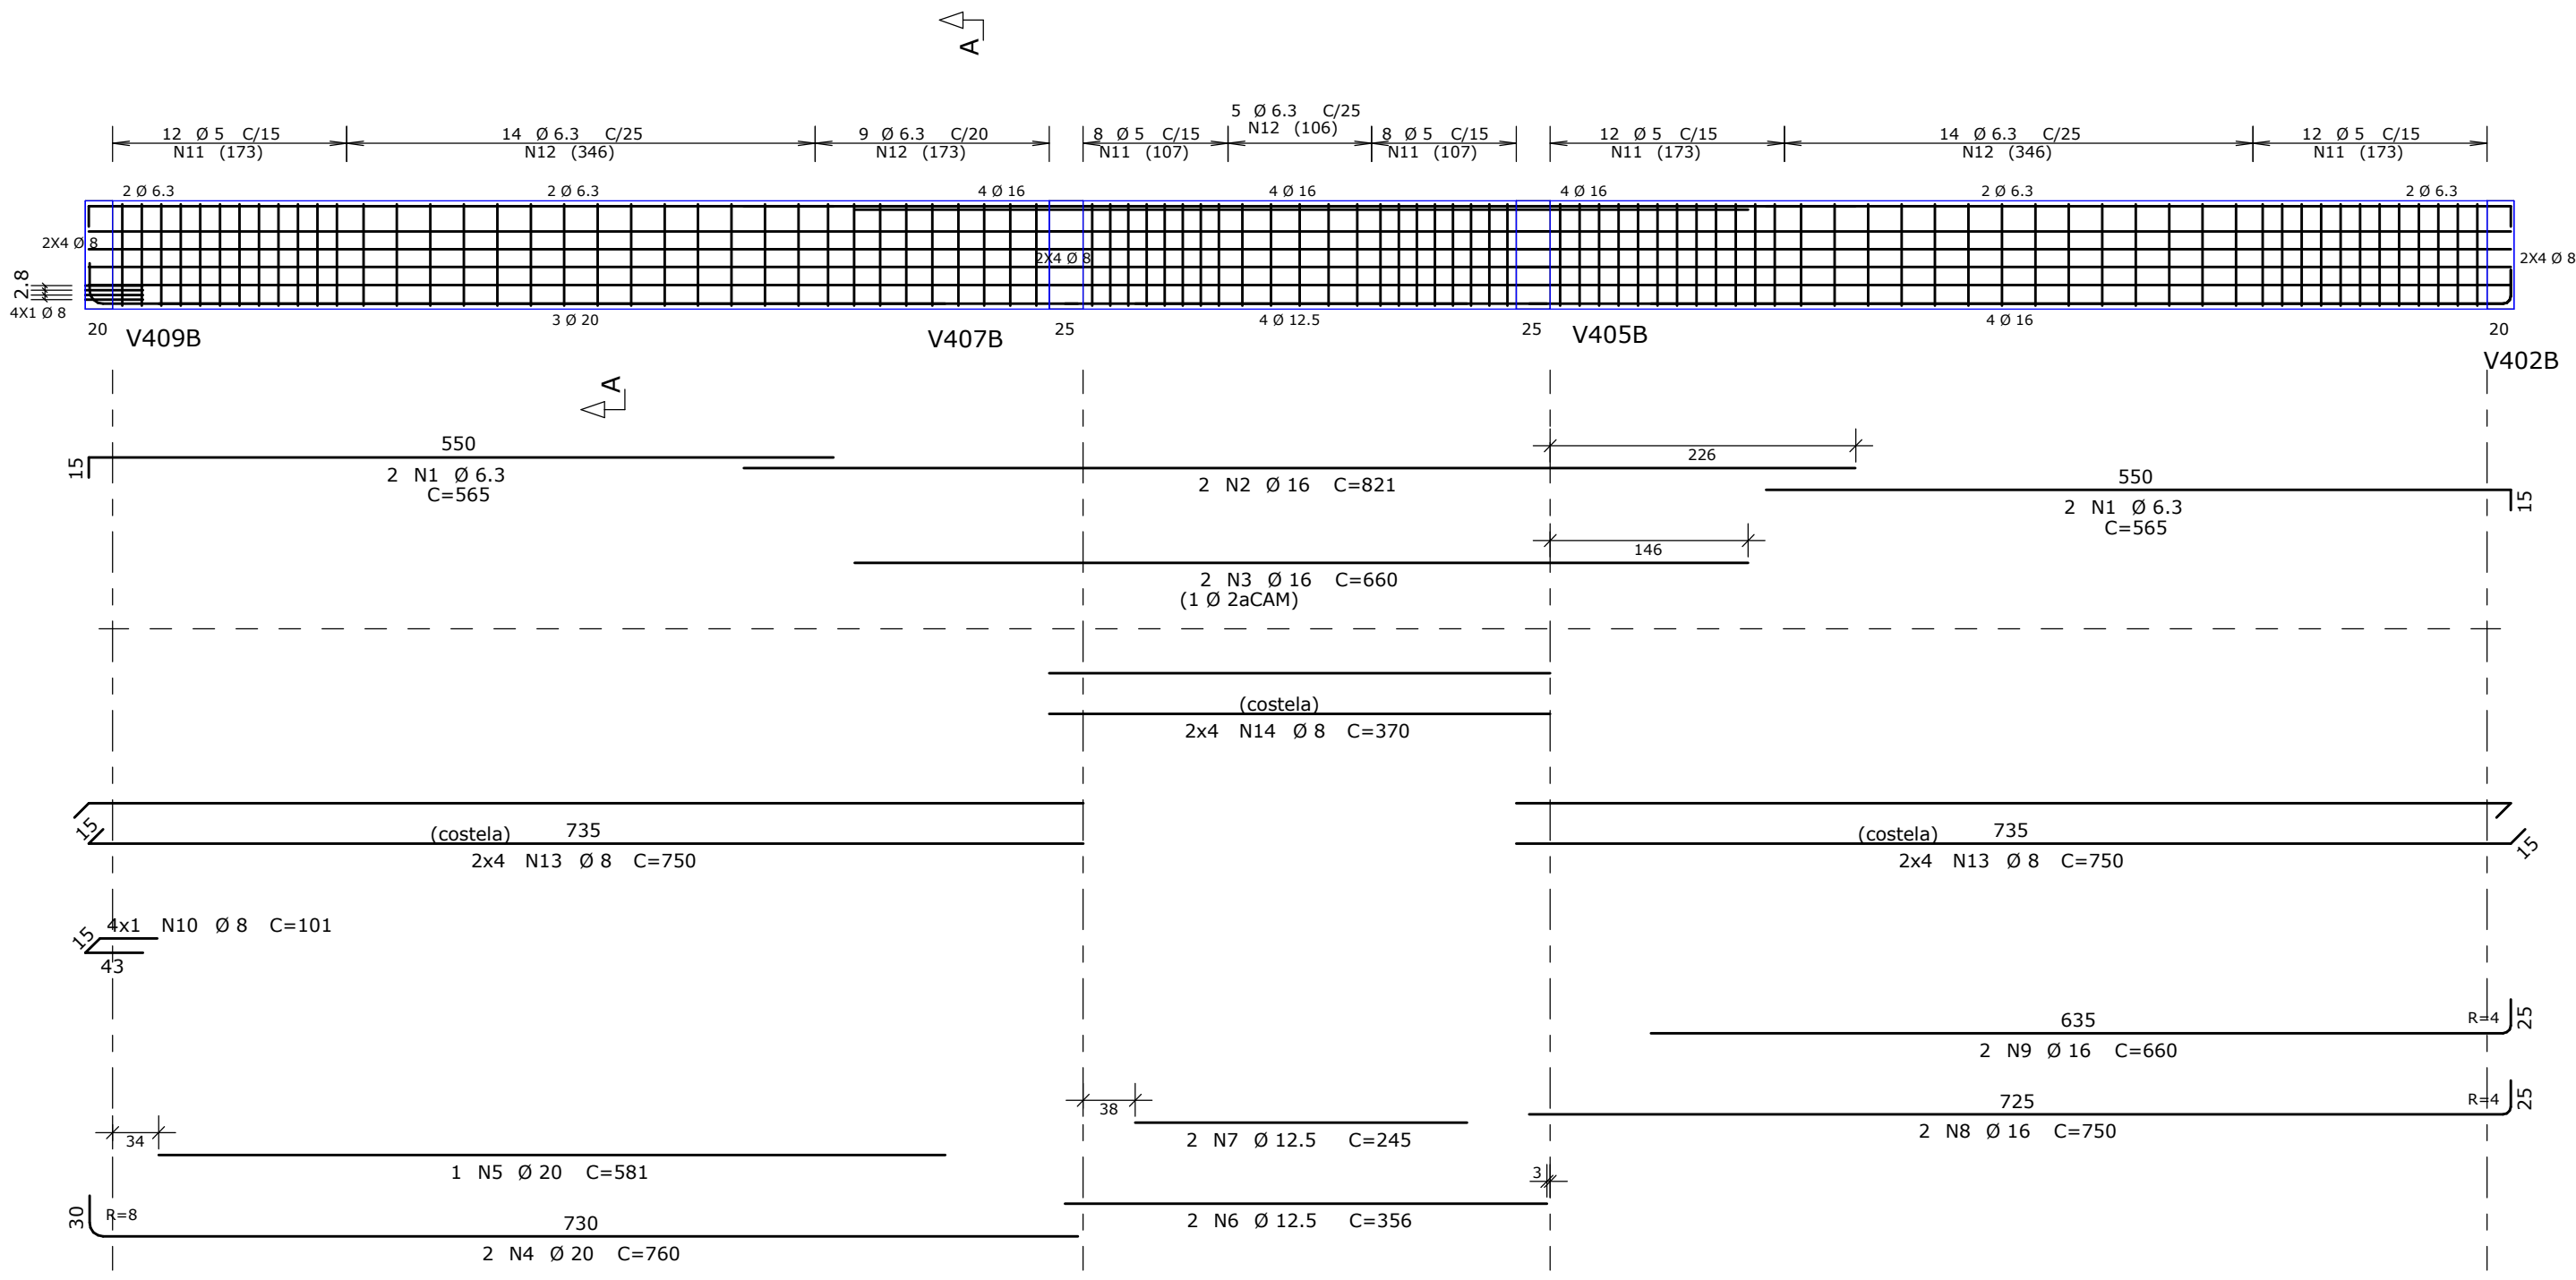 A
5 Ø 6.3 C/25
N12 (106)
12 Ø 5 C/15
N11 (173)
14 Ø 6.3 C/25
N12 (346)
9 Ø 6.3 C/20
N12 (173)
8 Ø 5 C/15
N11 (107)
8 Ø 5 C/15
N11 (107)
12 Ø 5 C/15
N11 (173)
14 Ø 6.3 C/25
N12 (346)
12 Ø 5 C/15
N11 (173)
2 Ø 6.3
2 Ø 6.3
4 Ø 16
4 Ø 16
4 Ø 16
2 Ø 6.3
2 Ø 6.3
2X4 Ø 8
2X4 Ø 8
2X4 Ø 8
2.8
4X1 Ø 8
3 Ø 20
4 Ø 12.5
4 Ø 16
20
V409B
V407B
25
25
V405B
20
V402B
A
550
15
2 N1 Ø 6.3
C=565
226
2 N2 Ø 16 C=821
550
15
2 N1 Ø 6.3
C=565
146
2 N3 Ø 16 C=660
(1 Ø 2aCAM)
(costela)
2x4 N14 Ø 8 C=370
15
(costela) 735
2x4 N13 Ø 8 C=750
(costela) 735
15
2x4 N13 Ø 8 C=750
4x1 N10 Ø 8 C=101
15
43
635
R=4
25
2 N9 Ø 16 C=660
38
725
R=4
25
2 N7 Ø 12.5 C=245
2 N8 Ø 16 C=750
34
1 N5 Ø 20 C=581
3
30
R=8
730
2 N6 Ø 12.5 C=356
2 N4 Ø 20 C=760